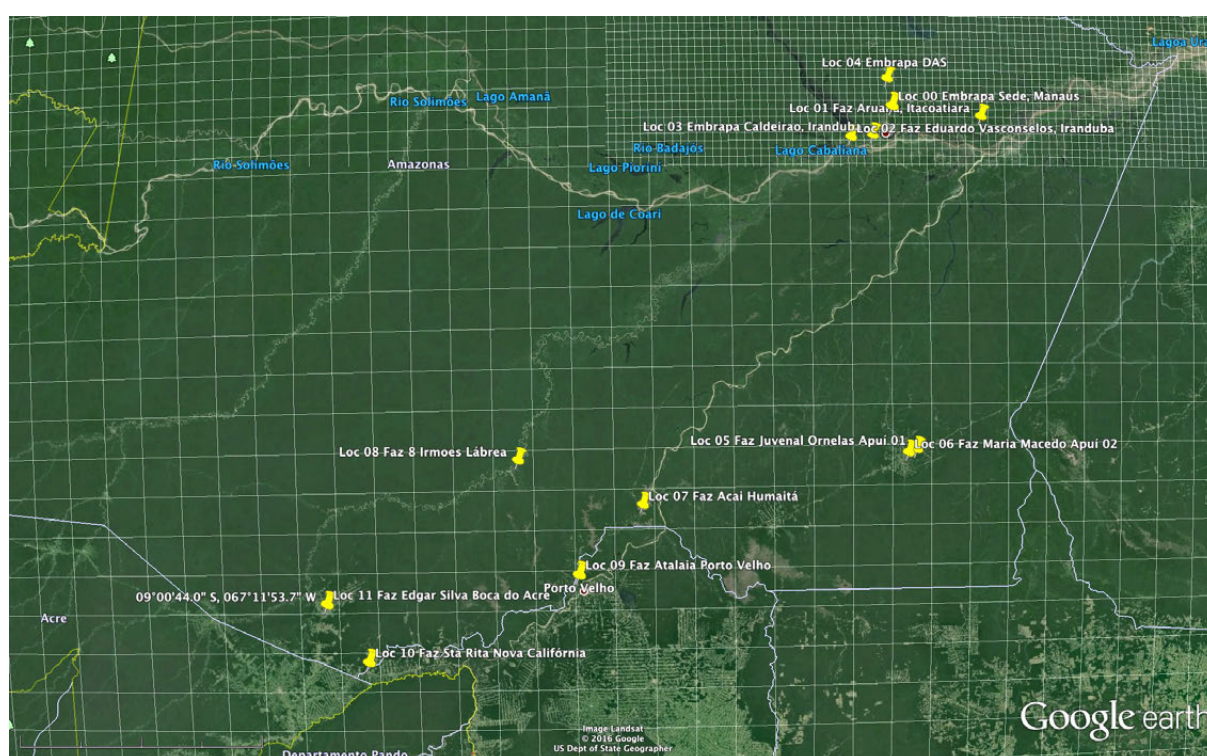 Lagoa Ura
Loc 04 Embrapa DAS
Rio Solimões
Lago Amanã
Loc 00 Embrapa Sede, Manaus
Loc 01 Faz Aruanã, Itacoatiara
Loc 03 Embrapa Caldeirao, Iranduba
Loc 02 Faz Eduardo Vasconselos, Iranduba
Rio Badajós
Lago Cabaliana
Rio Solimões
Amazonas
Lago Piorini
Lago de Coari
Loc 05 Faz Juvenal Ornelas Apuí 01
Loc 06 Faz Maria Macedo Apuí 02
Loc 08 Faz 8 Irmoes Lábrea
Loc 07 Faz Acai Humaitá
Loc 09 Faz Atalaia Porto Velho
Porto Velho
09°00'44.0" S, 067°11'53.7" W
Loc 11 Faz Edgar Silva Boca do Acre
Acre
Loc 10 Faz Sta Rita Nova Califórnia
Google earth
Image Landsat
© 2016 Google
US Dept of State Geographer
Departamento Pando